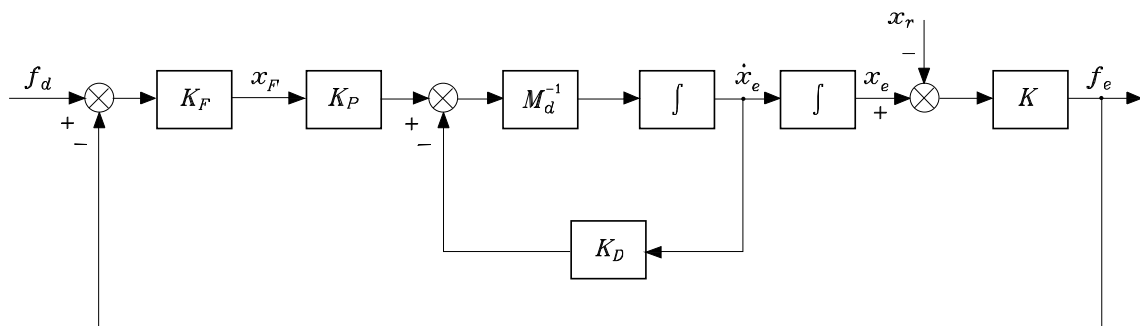 x_r
−
f_d
K_F
x_F
K_P
M_d^{-1}
∫
ẋ_e
∫
x_e
K
f_e
+
+
+
−
−
K_D